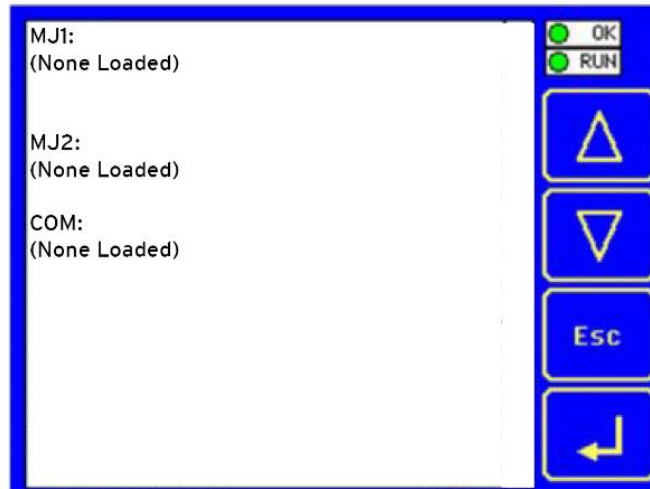 MJ1:
(None Loaded)
MJ2:
(None Loaded)
COM:
(None Loaded)
OK
RUN
Esc